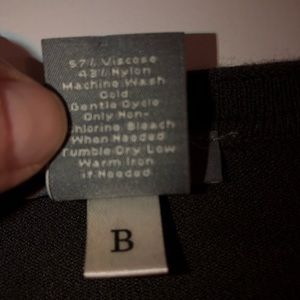 57% Viscose
43% Nylon
Machine Wash
Cold
Gentle Cycle
Only Non-
Chlorine Bleach
When Needed
Tumble Dry Low
Warm Iron
if Needed
B